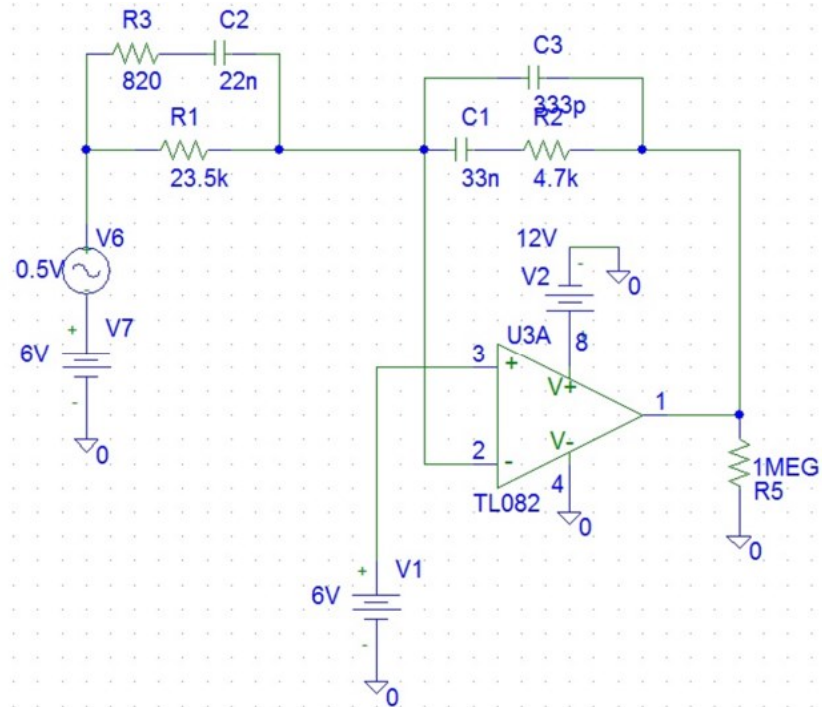 R3
C2
820
22n
R1
23.5k
C3
333p
C1
R2
33n
4.7k
V6
0.5V
+
-
V7
+
6V
-
0
12V
-
0
V2
+
8
U3A
3
+
V+
1
V-
2
-
4
TL082
0
1MEG
R5
0
+
V1
6V
-
0